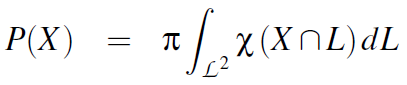 P(X) = π∫_{ℒ²} χ(X∩L)dL